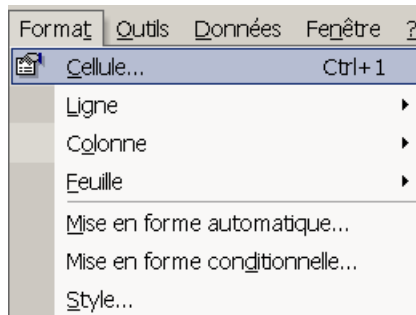 Format Outils Données Fenêtre ?
Cellule... Ctrl+1
Ligne
Colonne
Feuille
Mise en forme automatique...
Mise en forme conditionnelle...
Style...